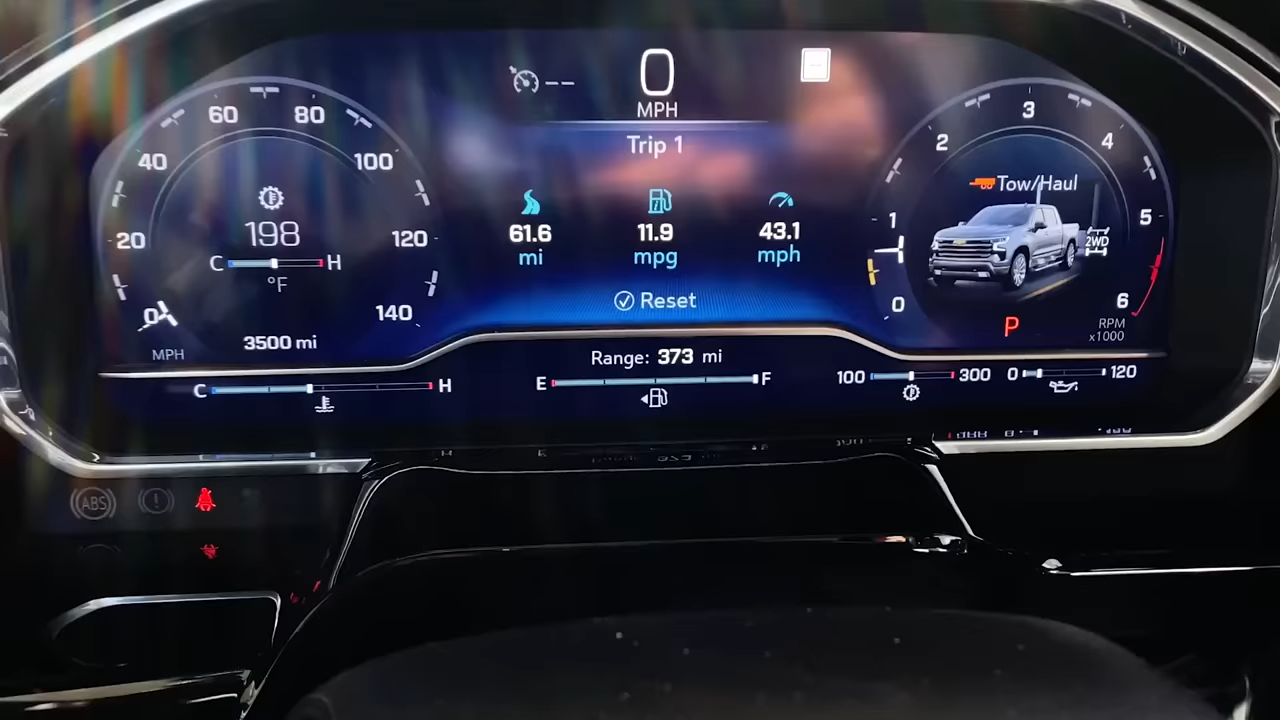 0
MPH
Trip 1
61.6
mi
11.9
mpg
43.1
mph
Reset
0
20
40
60
80
100
120
140
MPH
198
C H
°F
3500 mi
0
1
2
3
4
5
6
RPM
x1000
Tow/Haul
2WD
P
Range: 373 mi
C H
E F
100 300
0 120
ABS